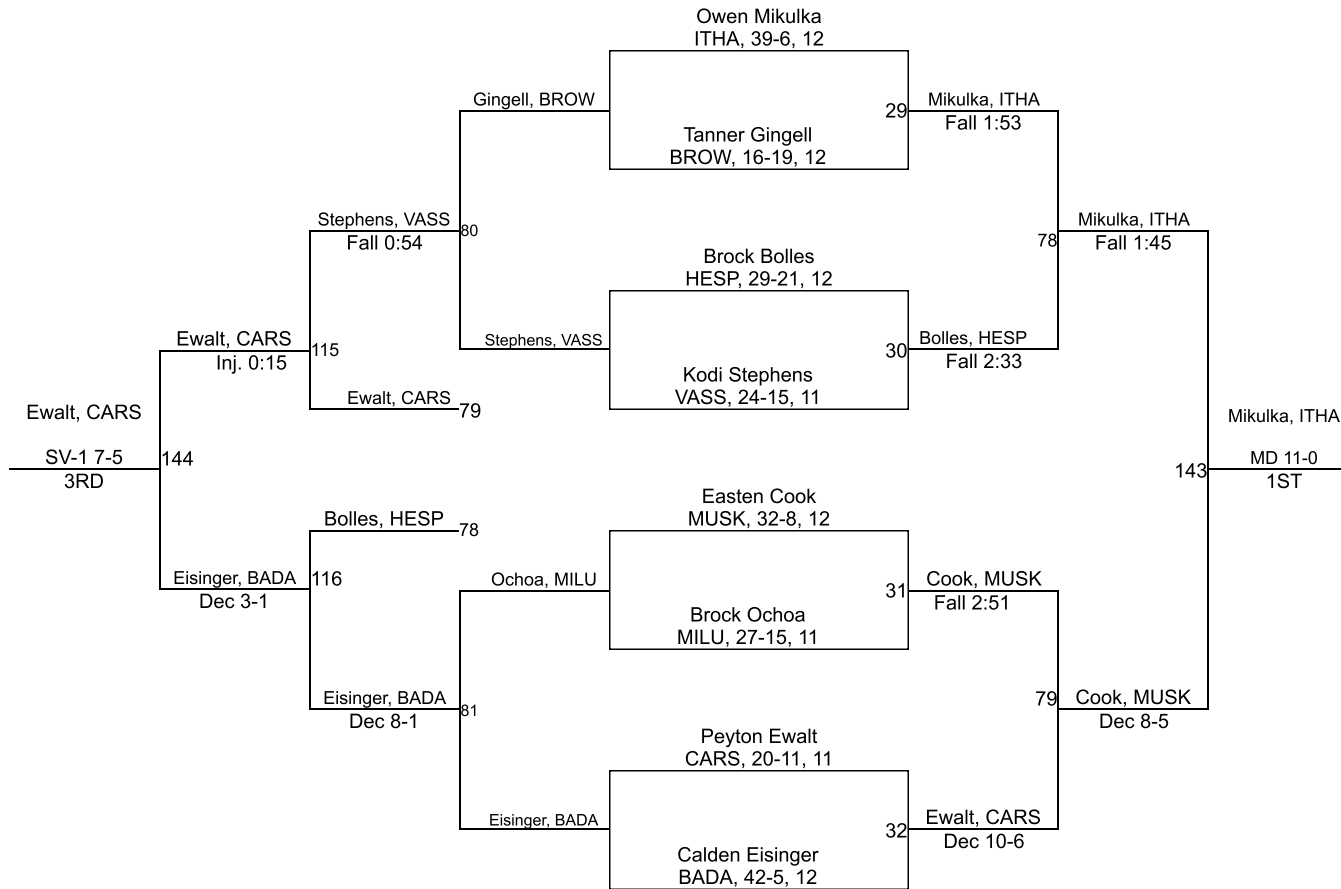 Owen Mikulka
ITHA, 39-6, 12
Gingell, BROW
29
Mikulka, ITHA
Fall 1:53
Tanner Gingell
BROW, 16-19, 12
Stephens, VASS
Fall 0:54
80
78
Mikulka, ITHA
Fall 1:45
Brock Bolles
HESP, 29-21, 12
Ewalt, CARS
Inj. 0:15
115
Stephens, VASS
30
Bolles, HESP
Fall 2:33
Kodi Stephens
VASS, 24-15, 11
Ewalt, CARS
79
Ewalt, CARS
SV-1 7-5
3RD
144
Mikulka, ITHA
143
MD 11-0
1ST
Easten Cook
MUSK, 32-8, 12
Bolles, HESP
78
Eisinger, BADA
Dec 3-1
116
Ochoa, MILU
31
Cook, MUSK
Fall 2:51
Brock Ochoa
MILU, 27-15, 11
Eisinger, BADA
Dec 8-1
81
79
Cook, MUSK
Dec 8-5
Peyton Ewalt
CARS, 20-11, 11
Eisinger, BADA
32
Ewalt, CARS
Dec 10-6
Calden Eisinger
BADA, 42-5, 12